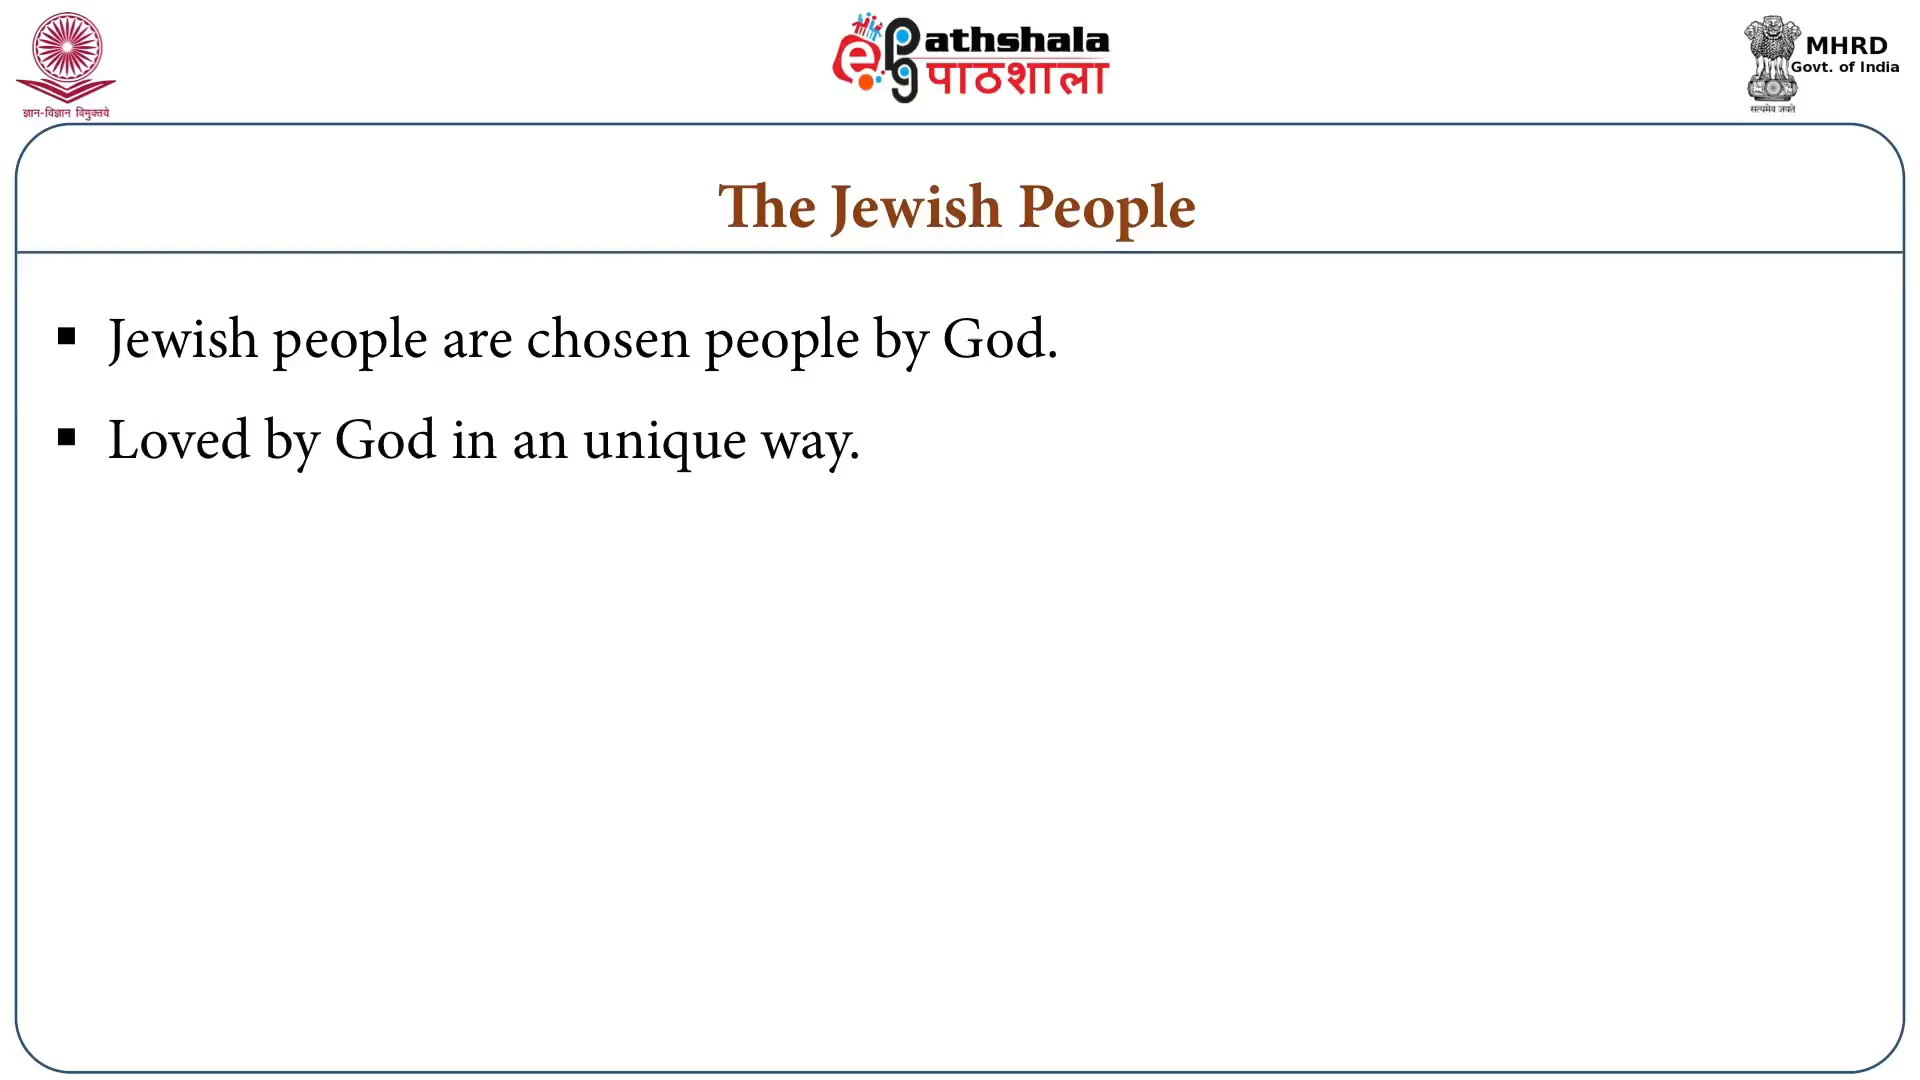 ePathshala
पाठशाला
MHRD
Govt. of India
ज्ञान-विज्ञान विमुक्तये
सत्यमेव जयते
The Jewish People
▪ Jewish people are chosen people by God.
▪ Loved by God in an unique way.